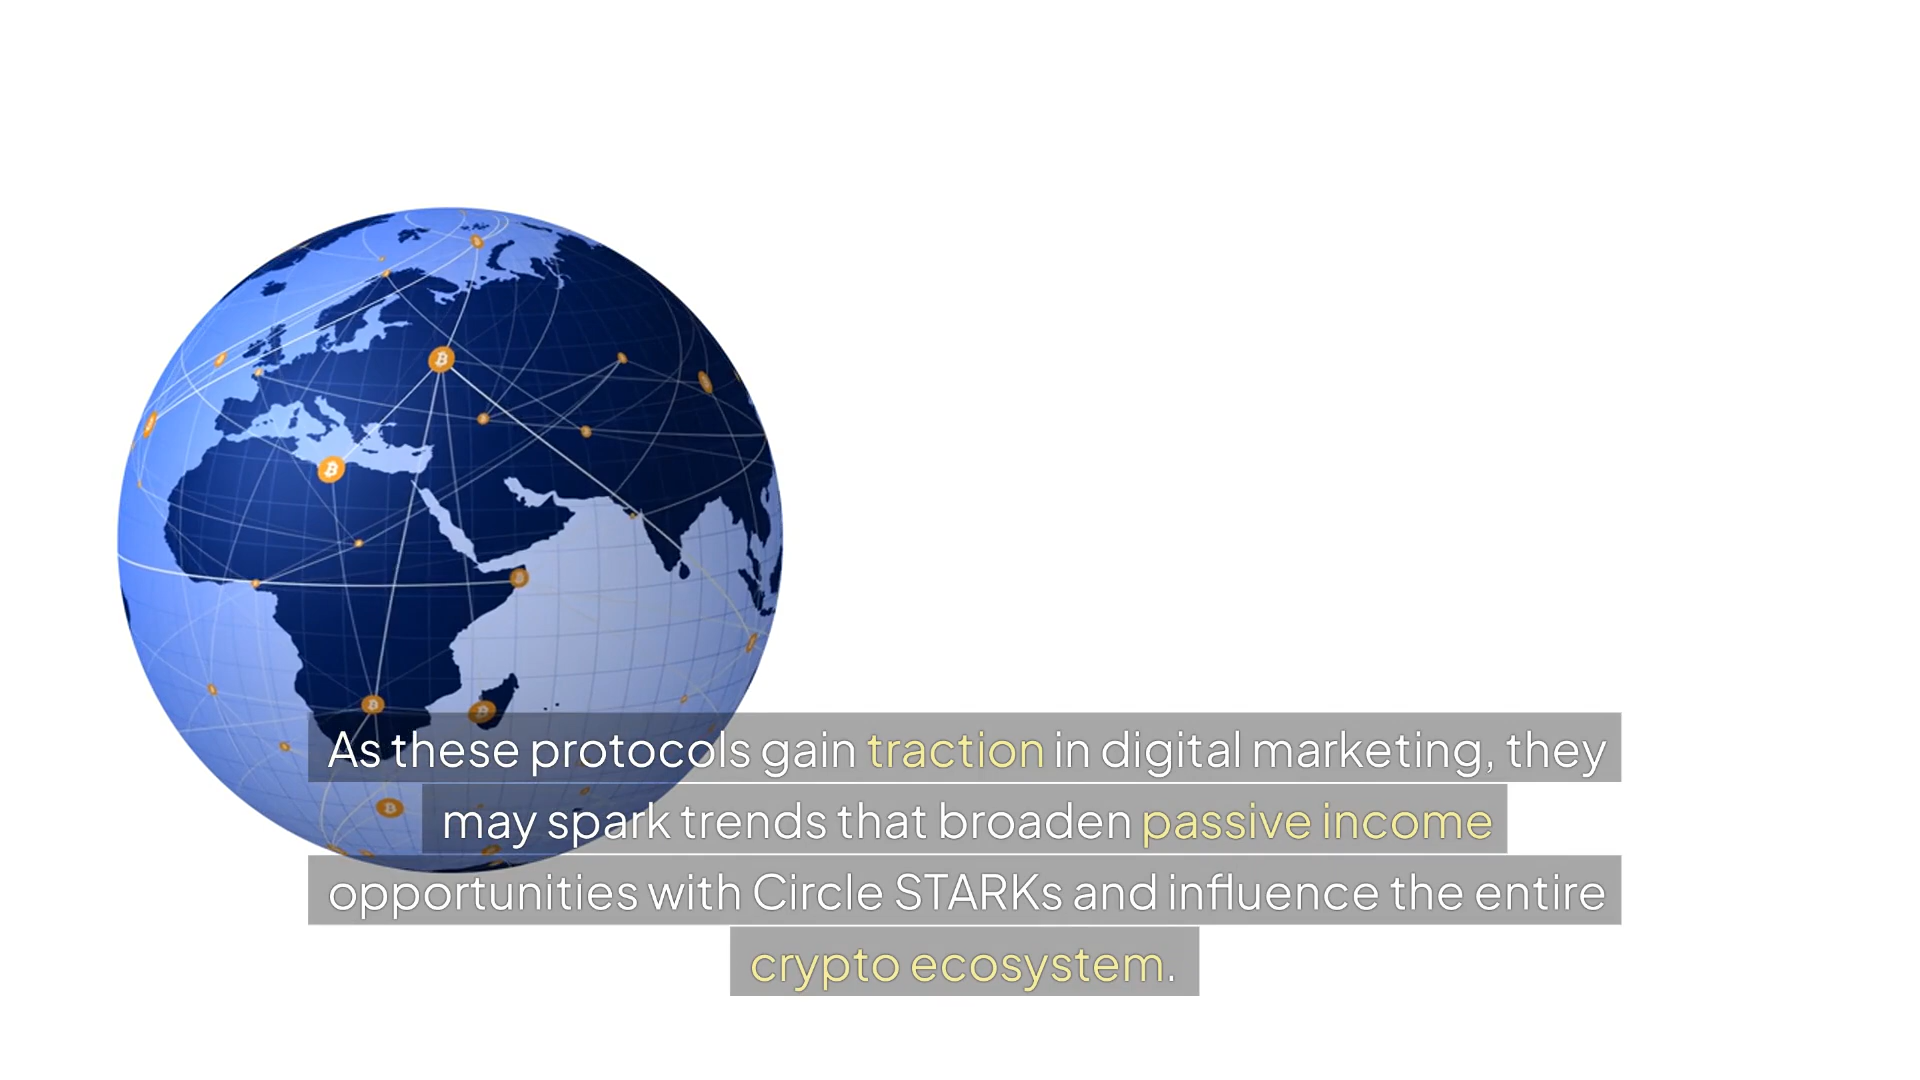 As these protocols gain traction in digital marketing, they
may spark trends that broaden passive income
opportunities with Circle STARKs and influence the entire
crypto ecosystem.